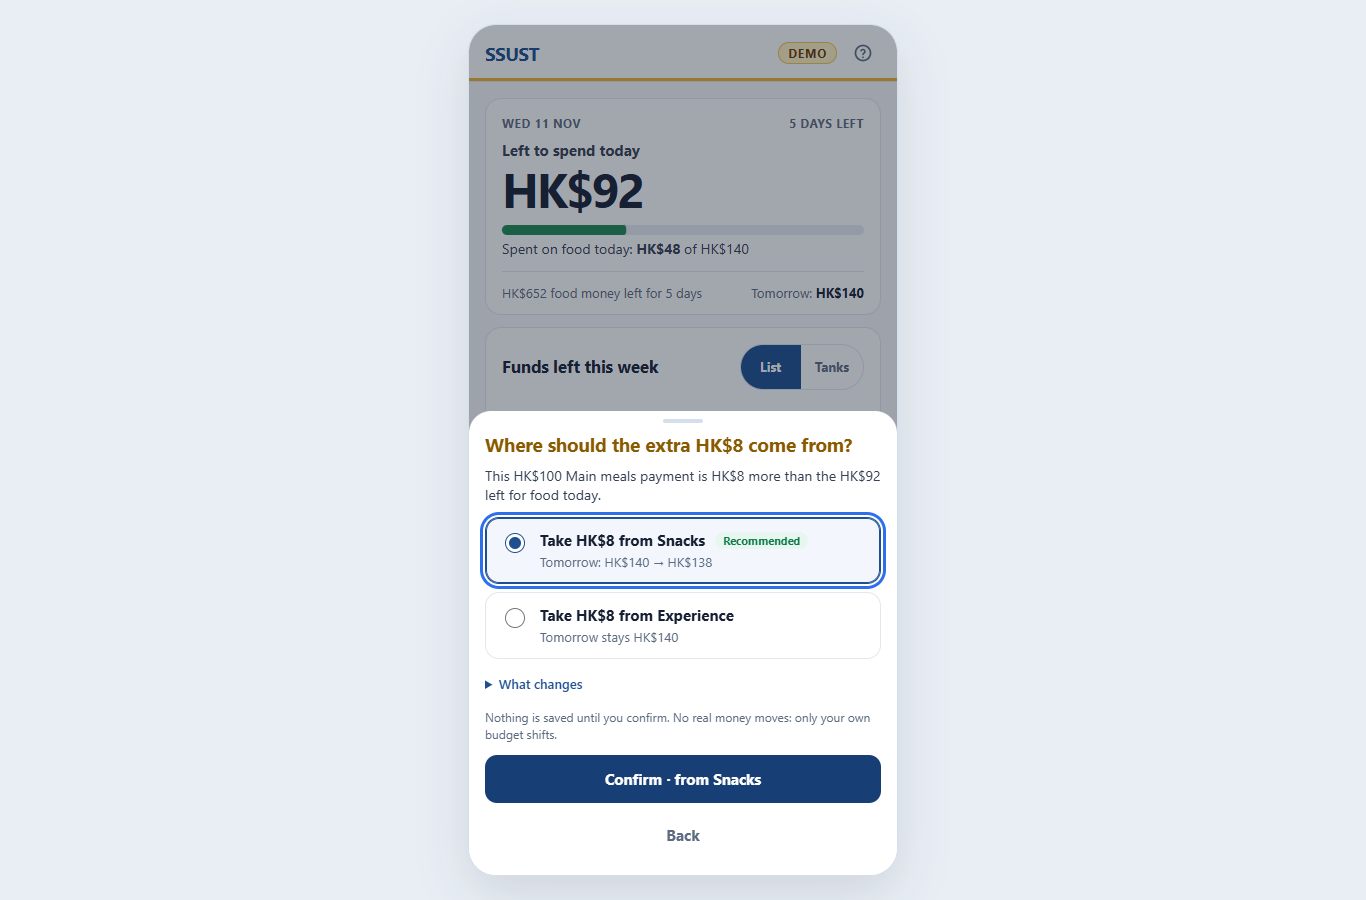 SSUST
DEMO
WED 11 NOV
5 DAYS LEFT
Left to spend today
HK$92
Spent on food today: HK$48 of HK$140
HK$652 food money left for 5 days
Tomorrow: HK$140
Funds left this week
List
Tanks
Where should the extra HK$8 come from?
This HK$100 Main meals payment is HK$8 more than the HK$92
left for food today.
Take HK$8 from Snacks
Recommended
Tomorrow: HK$140 → HK$138
Take HK$8 from Experience
Tomorrow stays HK$140
What changes
Nothing is saved until you confirm. No real money moves: only your own
budget shifts.
Confirm · from Snacks
Back